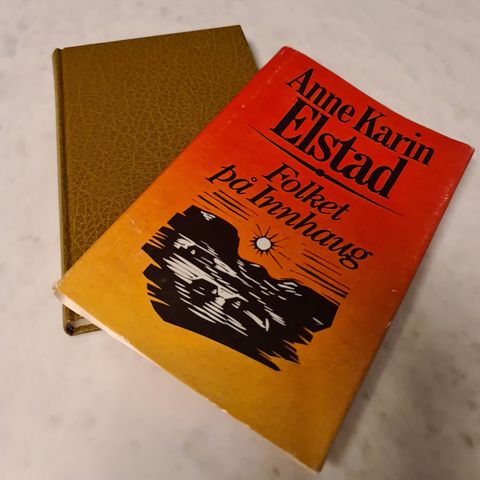 Anne Karin
Elstad
Folket
på Innhaug